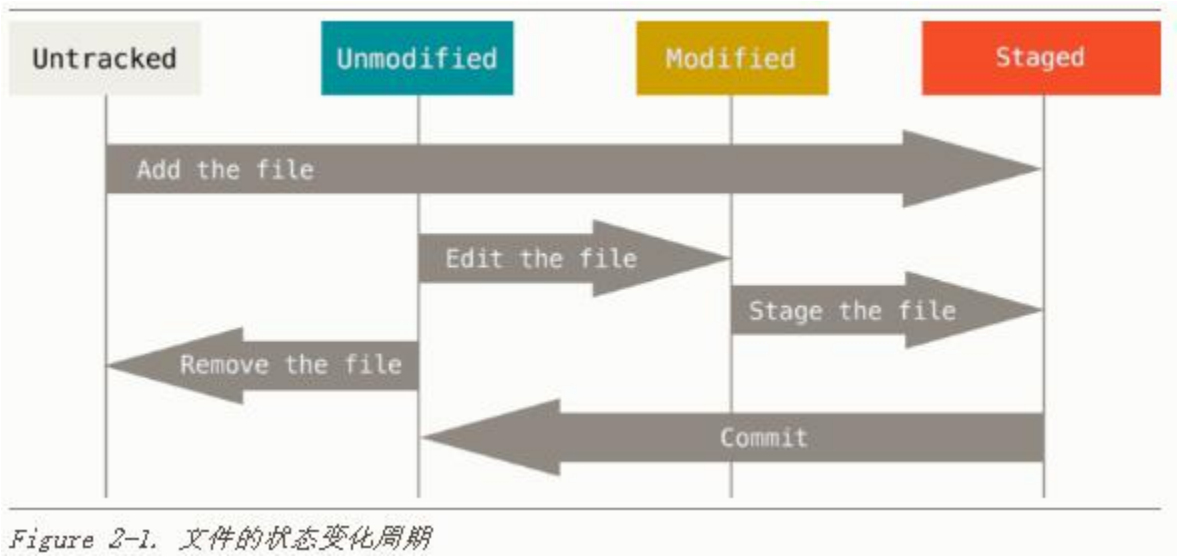 Untracked Unmodified Modified Staged
Add the file
Edit the file
Stage the file
Remove the file
Commit
Figure 2-1. 文件的状态变化周期